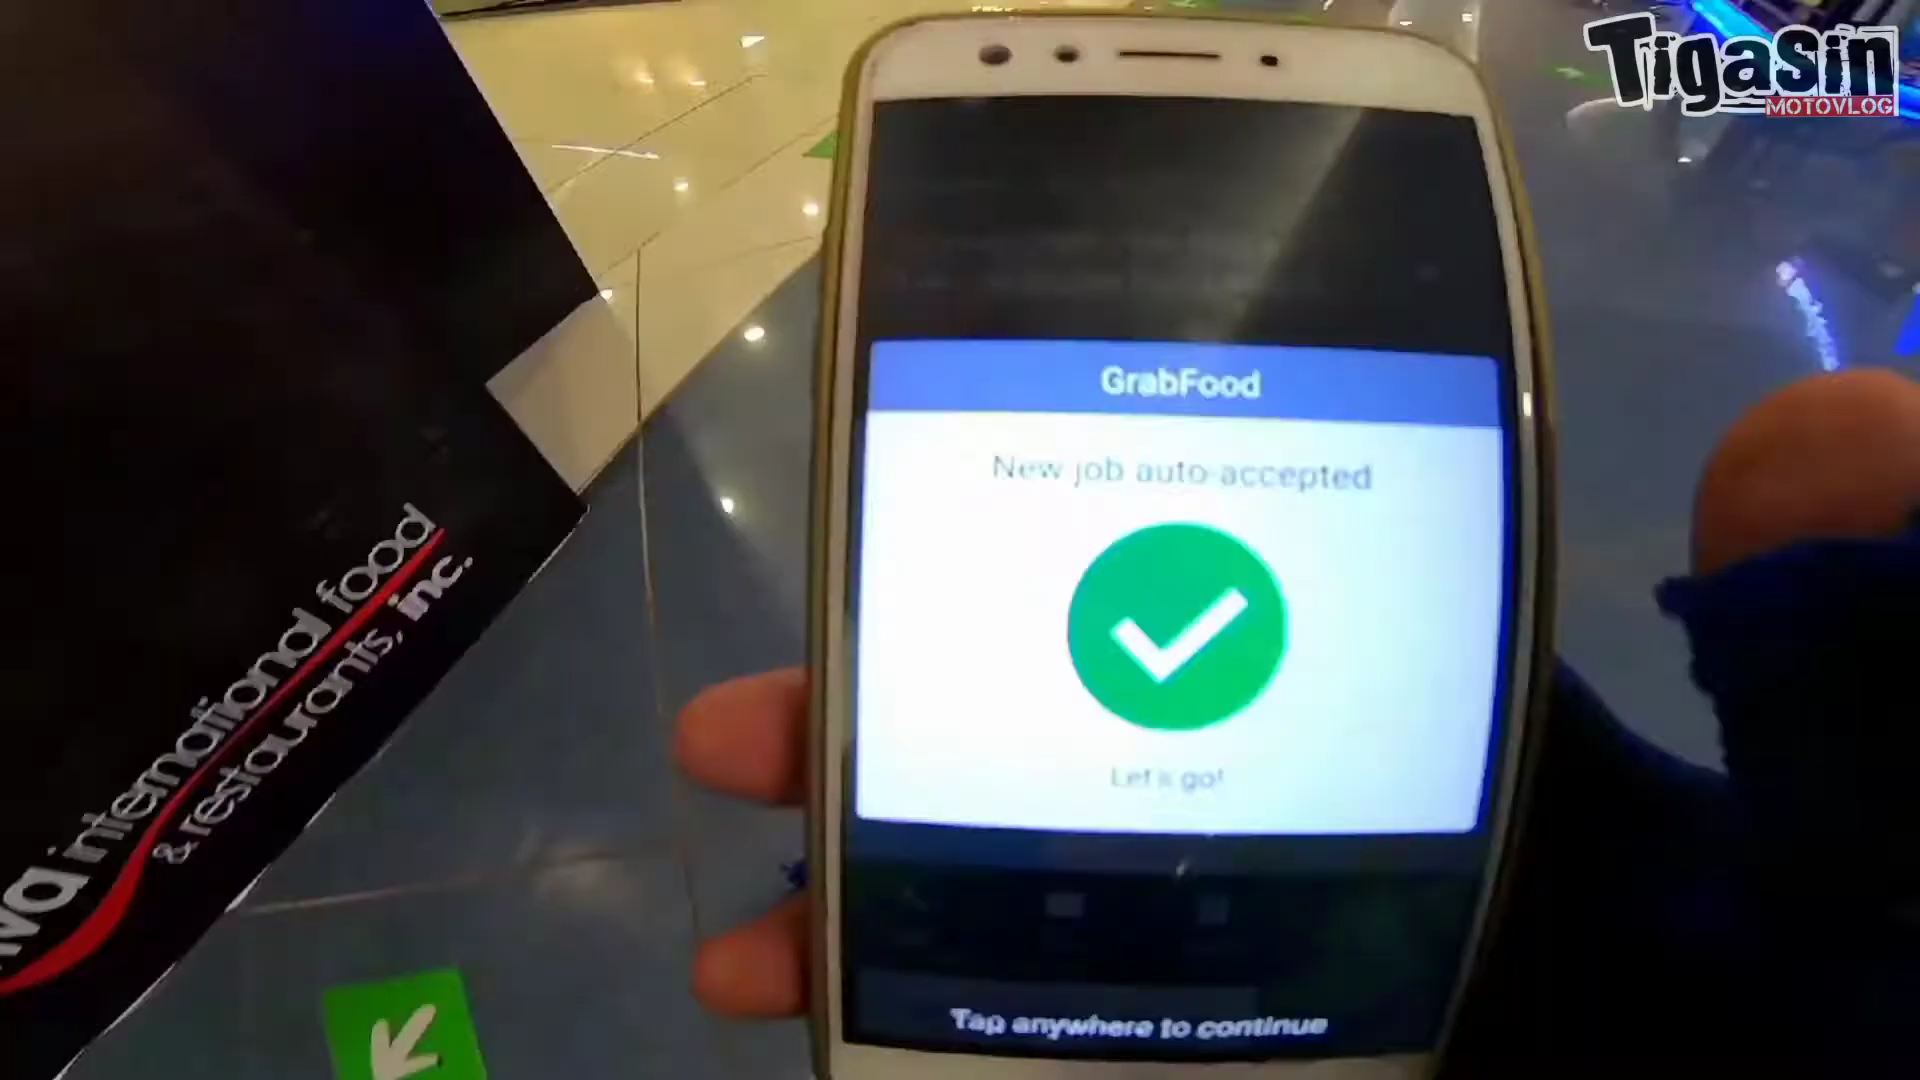 Tigasin
MOTOVLOG
GrabFood
New job auto-accepted
Let's go!
Tap anywhere to continue
international food
& restaurants, inc.